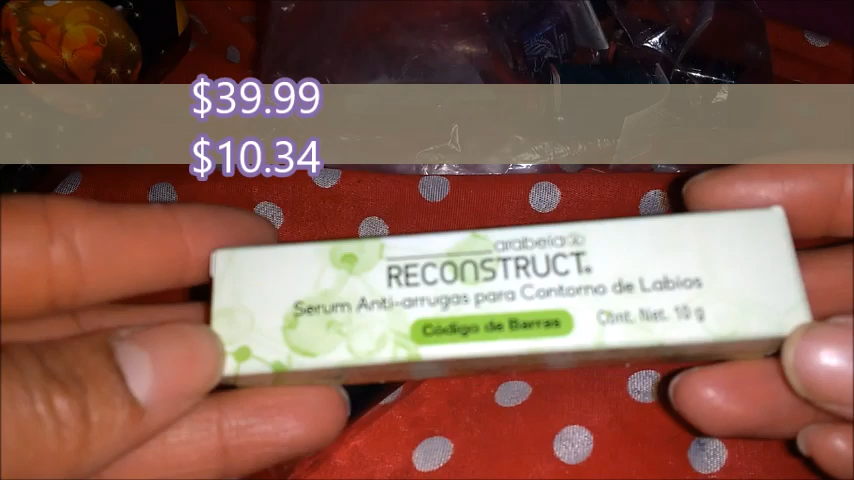 $39.99
$10.34
arabela
RECONSTRUCT.
Serum Anti-arrugas para Contorno de Labios
Código de Barras
Cont. Net. 10 g